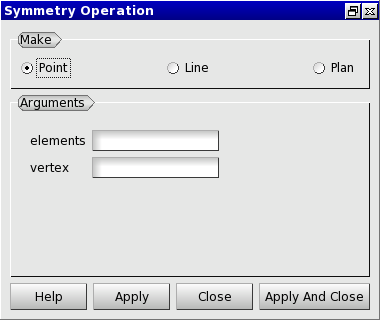 Symmetry Operation
Make
Point Line Plan
Arguments
elements
vertex
Help Apply Close Apply And Close